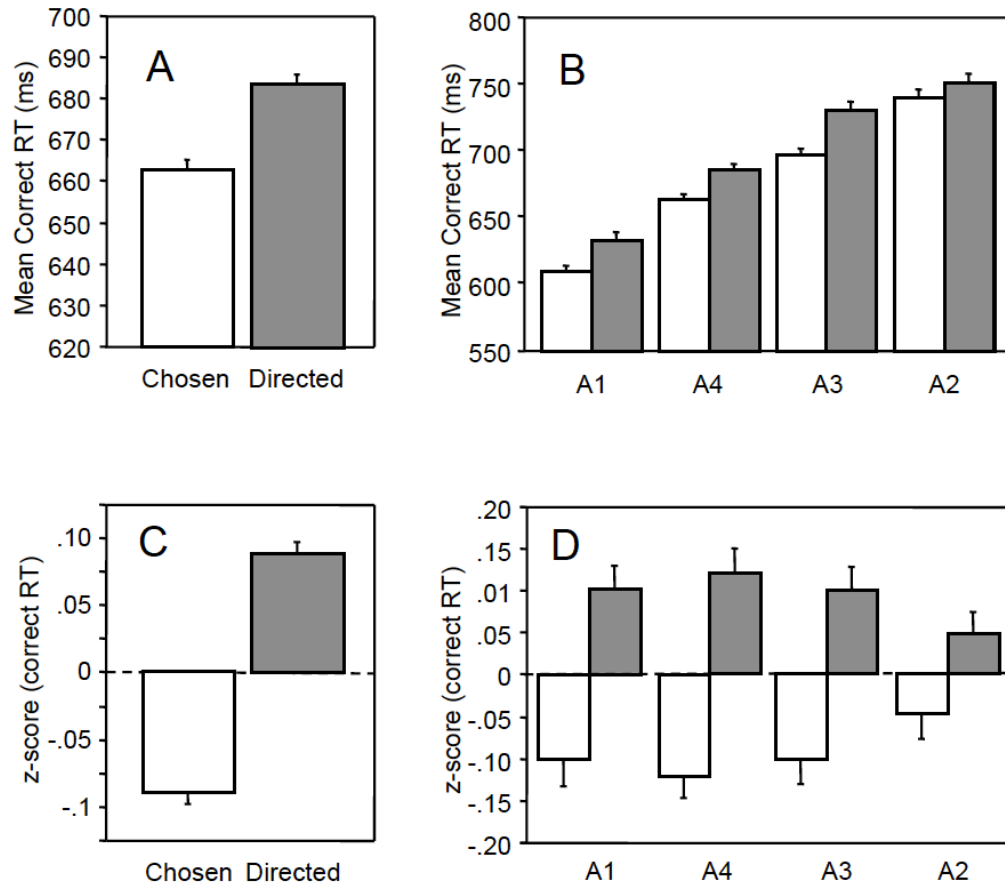 A
Mean Correct RT (ms)
700
690
680
670
660
650
640
630
620
Chosen Directed
B
Mean Correct RT (ms)
800
750
700
650
600
550
A1 A4 A3 A2
C
z-score (correct RT)
.10
.05
0
-.05
-.1
Chosen Directed
D
z-score (correct RT)
.20
.15
.01
.05
0
-.05
-.10
-.15
-.20
A1 A4 A3 A2